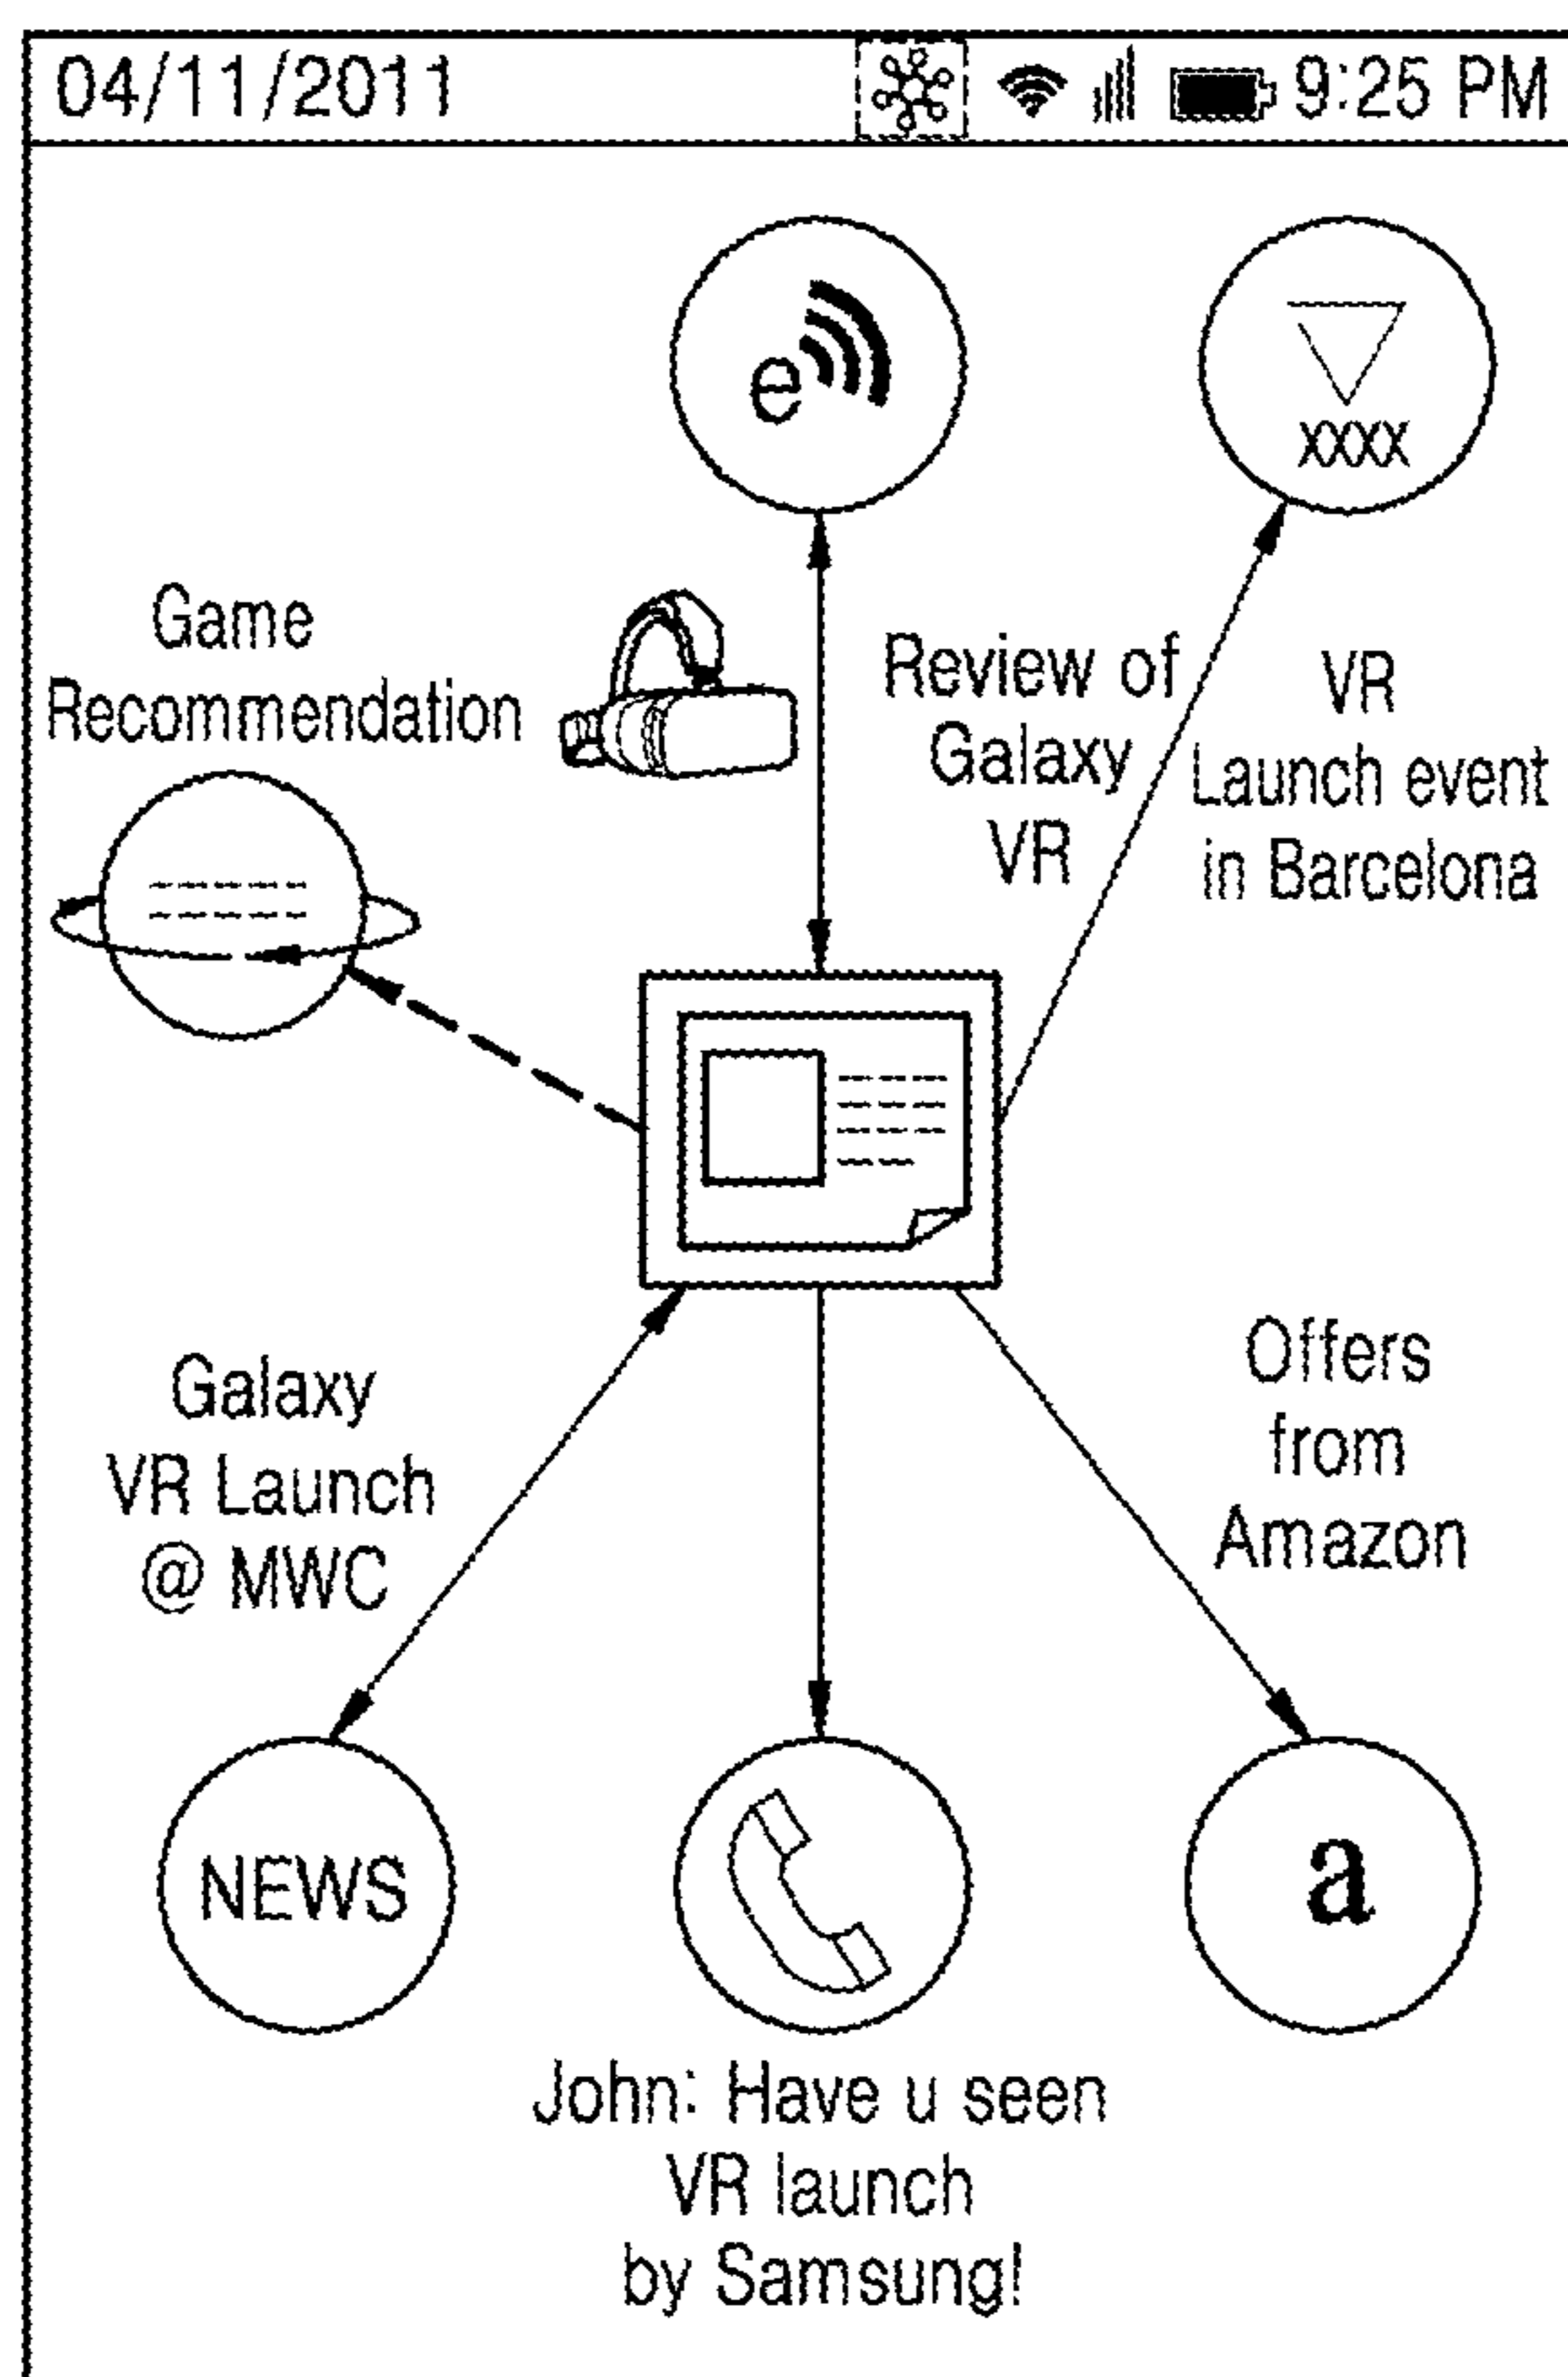 04/11/2011 9:25 PM
e
XXXX
Game
Recommendation
Review of
Galaxy
VR
VR
Launch event
in Barcelona
Galaxy
VR Launch
@ MWC
Offers
from
Amazon
NEWS
a
John: Have u seen
VR launch
by Samsung!